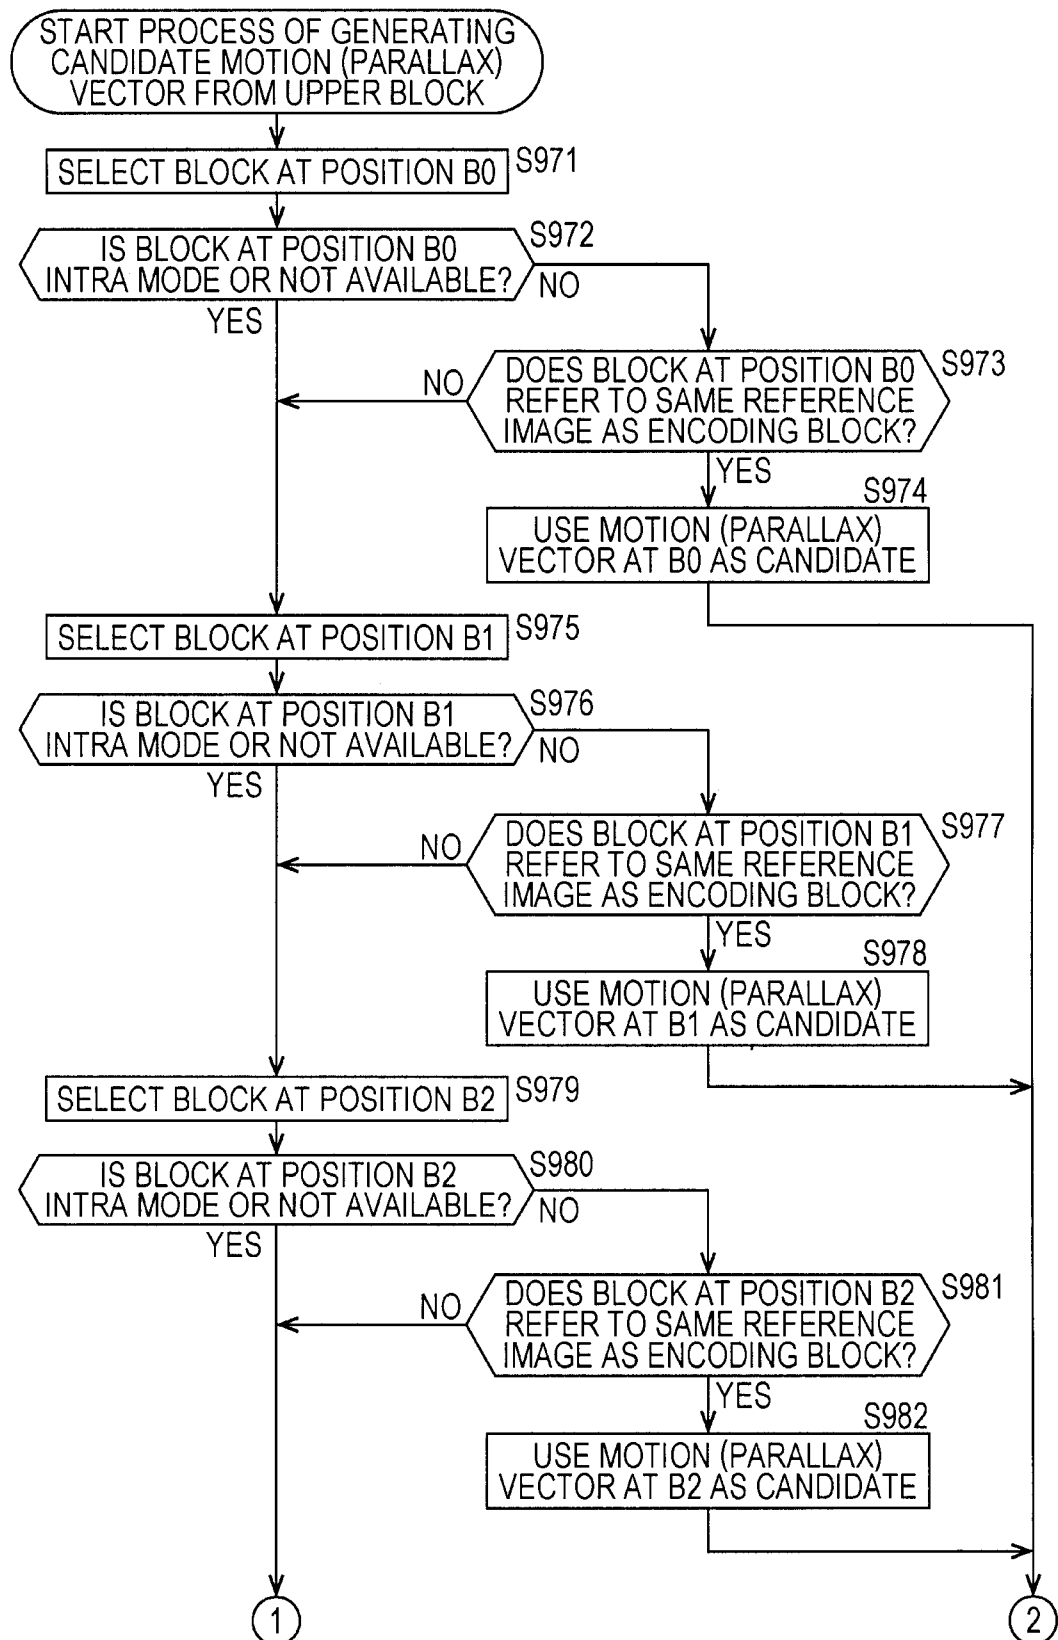 START PROCESS OF GENERATING
CANDIDATE MOTION (PARALLAX)
VECTOR FROM UPPER BLOCK
SELECT BLOCK AT POSITION B0
S971
IS BLOCK AT POSITION B0
INTRA MODE OR NOT AVAILABLE?
S972
NO
YES
DOES BLOCK AT POSITION B0
REFER TO SAME REFERENCE
IMAGE AS ENCODING BLOCK?
S973
NO
YES
S974
USE MOTION (PARALLAX)
VECTOR AT B0 AS CANDIDATE
SELECT BLOCK AT POSITION B1
S975
IS BLOCK AT POSITION B1
INTRA MODE OR NOT AVAILABLE?
S976
NO
YES
DOES BLOCK AT POSITION B1
REFER TO SAME REFERENCE
IMAGE AS ENCODING BLOCK?
S977
NO
YES
S978
USE MOTION (PARALLAX)
VECTOR AT B1 AS CANDIDATE
SELECT BLOCK AT POSITION B2
S979
IS BLOCK AT POSITION B2
INTRA MODE OR NOT AVAILABLE?
S980
NO
YES
DOES BLOCK AT POSITION B2
REFER TO SAME REFERENCE
IMAGE AS ENCODING BLOCK?
S981
NO
YES
S982
USE MOTION (PARALLAX)
VECTOR AT B2 AS CANDIDATE
1
2